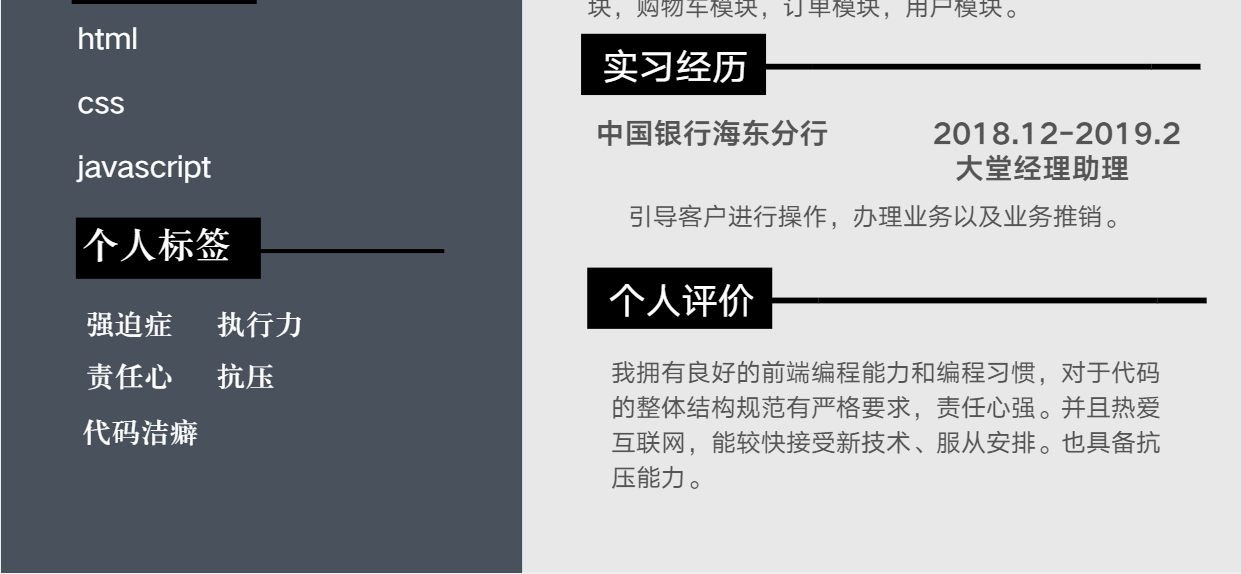 html
css
javascript
个人标签
强迫症 执行力
责任心 抗压
代码洁癖
块，购物车模块，订单模块，用户模块。
实习经历
中国银行海东分行 2018.12-2019.2
大堂经理助理
引导客户进行操作，办理业务以及业务推销。
个人评价
我拥有良好的前端编程能力和编程习惯，对于代码
的整体结构规范有严格要求，责任心强。并且热爱
互联网，能较快接受新技术、服从安排。也具备抗
压能力。